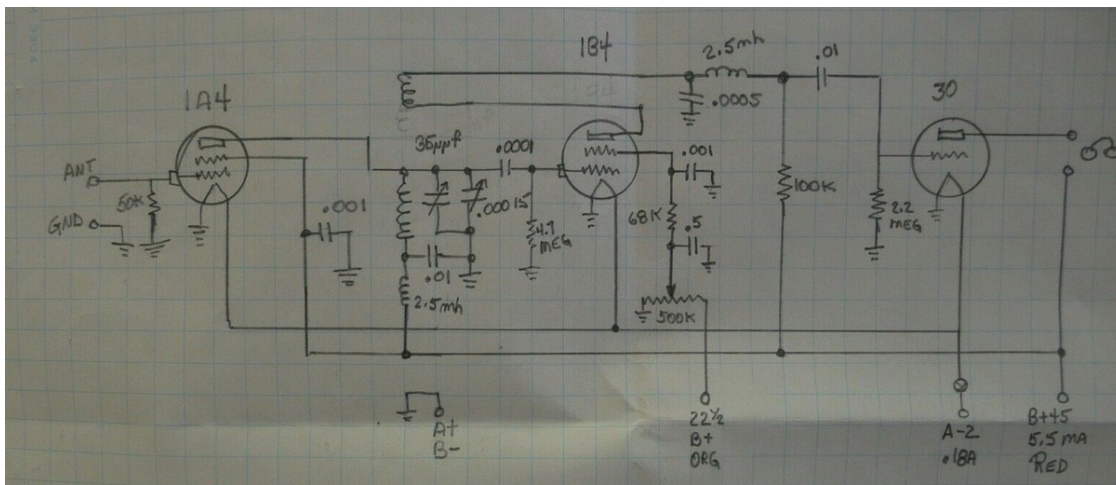 1A4
1B4
30
2.5mh
.01
.0005
ANT
50K
GND
.001
35μμf
.0001
.00015
.01
2.5mh
4.7
MEG
.001
68K
.5
500K
100K
2.2
MEG
A+
B-
22½
B+
ORG
A-2
.18A
B+45
5.5MA
RED